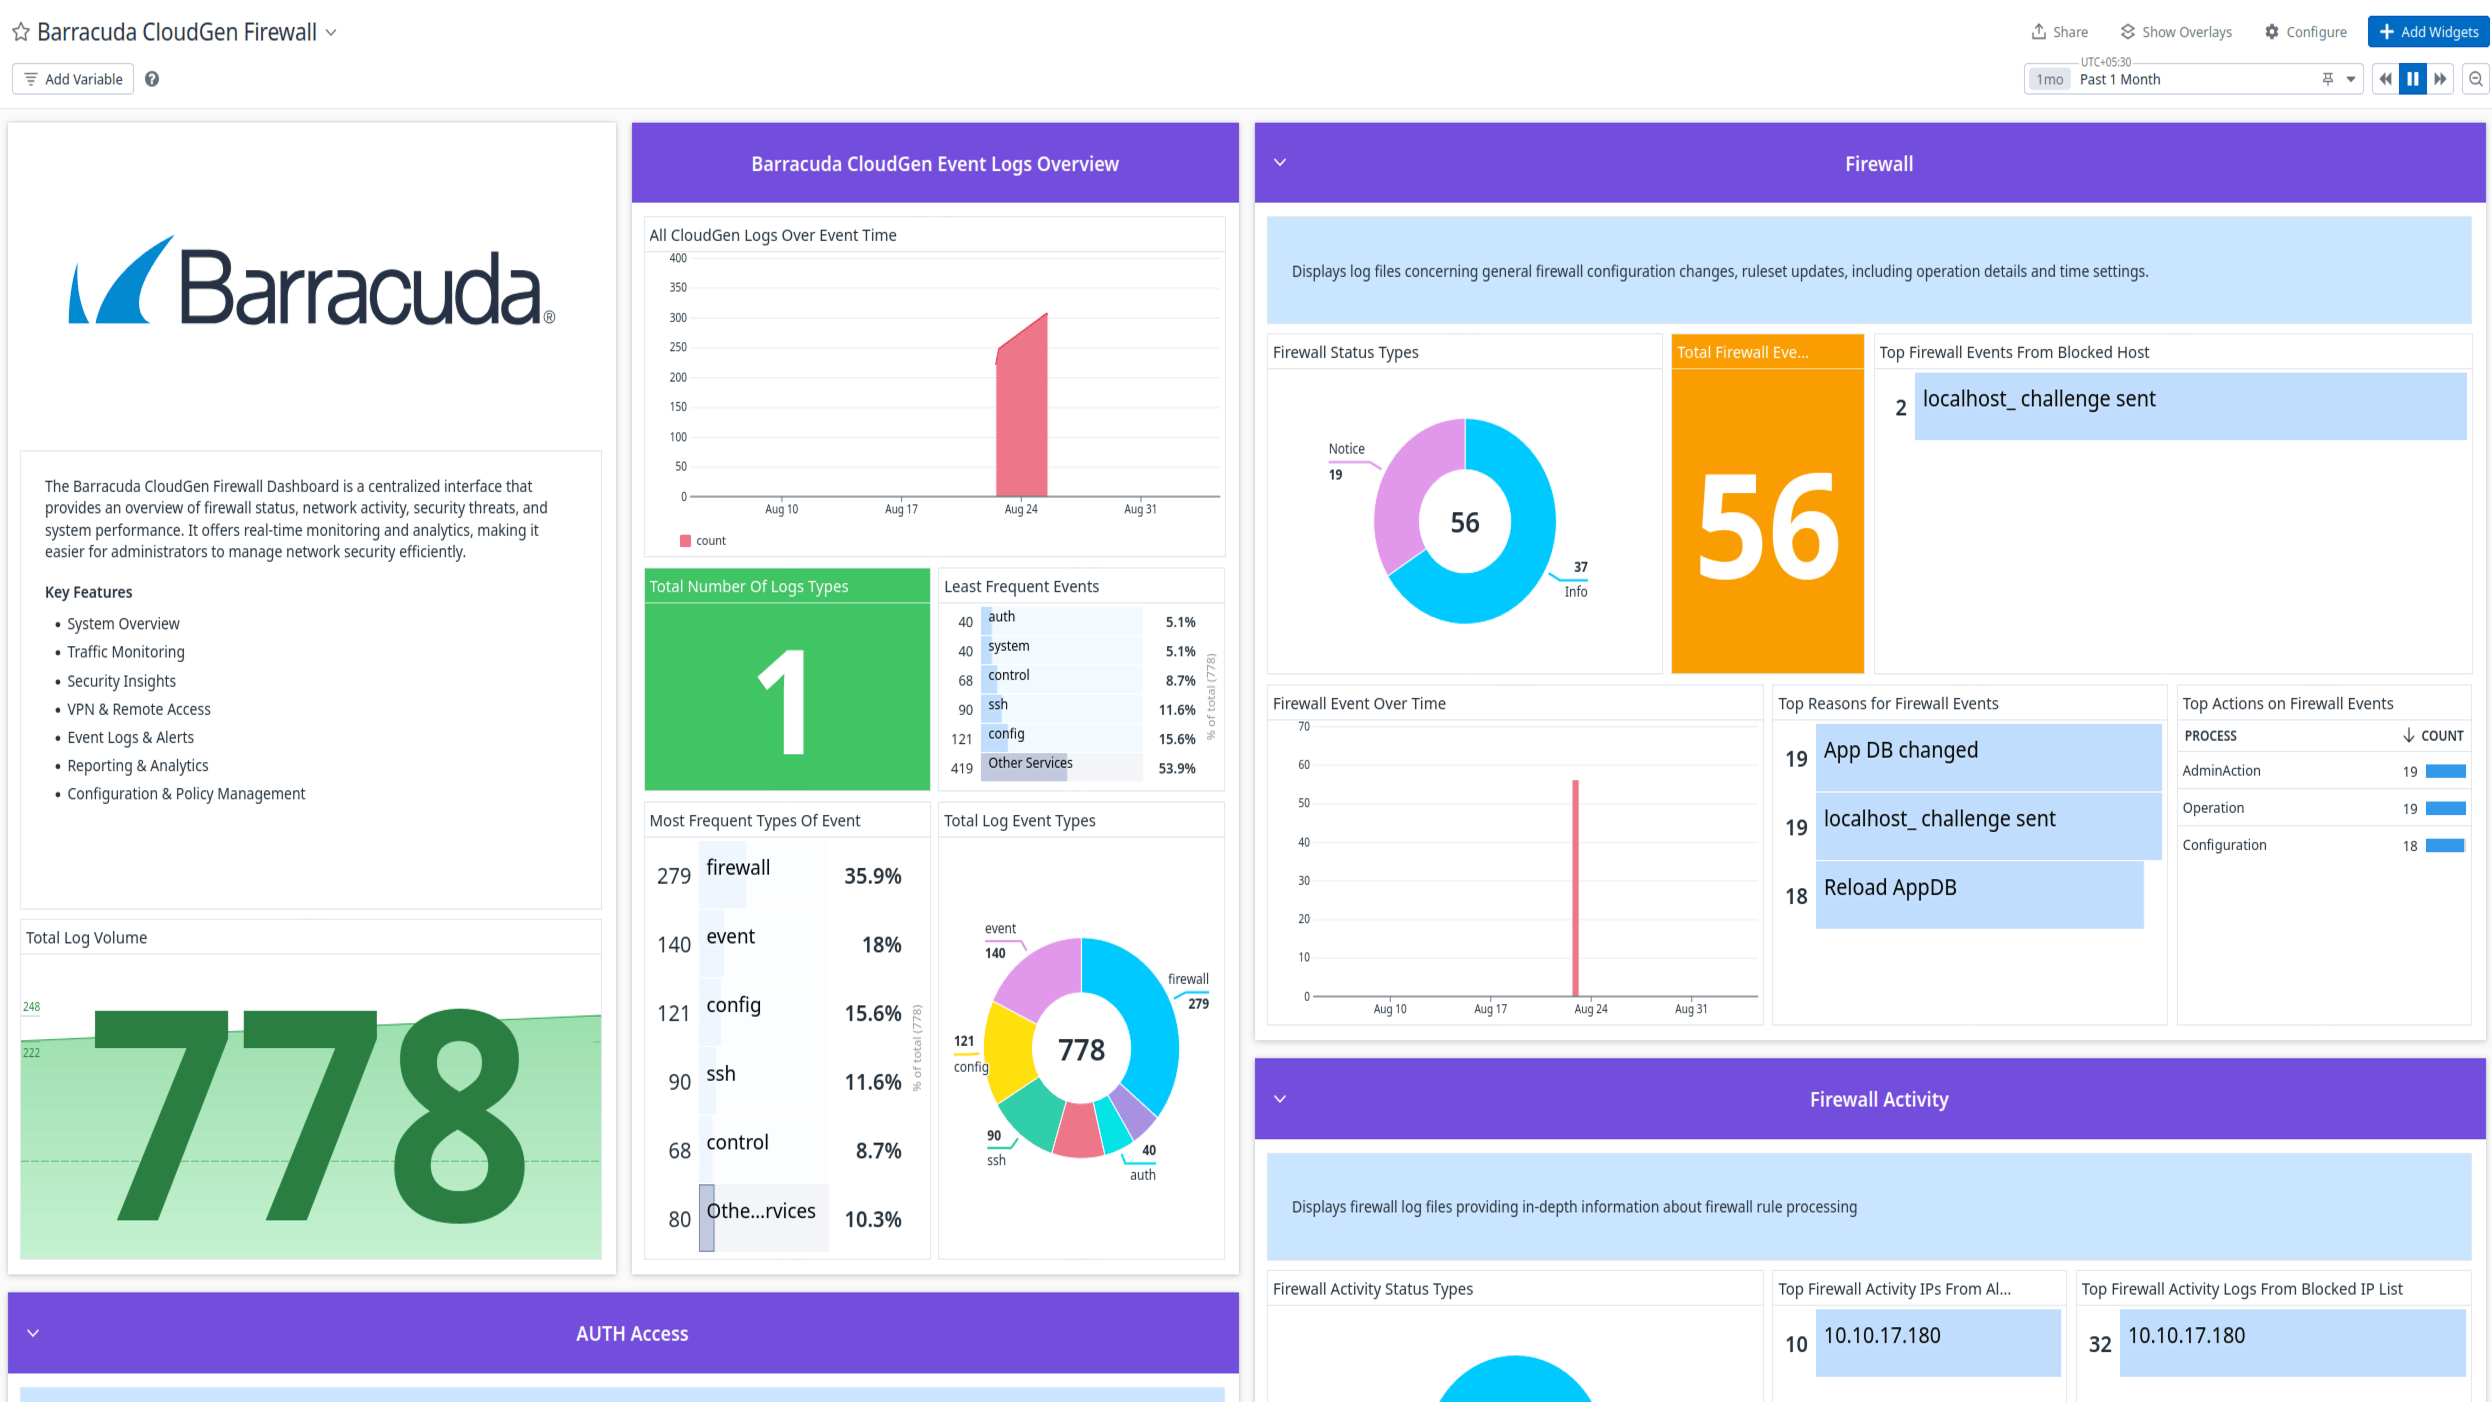 Barracuda CloudGen Firewall
Share
Show Overlays
Configure
Add Widgets
Add Variable
UTC+05:30
1mo
Past 1 Month
Barracuda®
The Barracuda CloudGen Firewall Dashboard is a centralized interface that
provides an overview of firewall status, network activity, security threats, and
system performance. It offers real-time monitoring and analytics, making it
easier for administrators to manage network security efficiently.
Key Features
• System Overview
• Traffic Monitoring
• Security Insights
• VPN & Remote Access
• Event Logs & Alerts
• Reporting & Analytics
• Configuration & Policy Management
Total Log Volume
248
222
778
Barracuda CloudGen Event Logs Overview
All CloudGen Logs Over Event Time
400
350
300
250
200
150
100
50
0
Aug 10 Aug 17 Aug 24 Aug 31
count
Total Number Of Logs Types
1
Least Frequent Events
40 auth 5.1%
40 system 5.1%
68 control 8.7%
90 ssh 11.6%
121 config 15.6%
419 Other Services 53.9%
% of total (778)
Most Frequent Types Of Event
279 firewall 35.9%
140 event 18%
121 config 15.6%
90 ssh 11.6%
68 control 8.7%
80 Othe...rvices 10.3%
% of total (778)
Total Log Event Types
event
140
firewall
279
121
config
778
90
ssh
40
auth
Firewall
Displays log files concerning general firewall configuration changes, ruleset updates, including operation details and time settings.
Firewall Status Types
Notice
19
56
37
Info
Total Firewall Eve...
56
Top Firewall Events From Blocked Host
2 localhost_ challenge sent
Firewall Event Over Time
70
60
50
40
30
20
10
0
Aug 10 Aug 17 Aug 24 Aug 31
Top Reasons for Firewall Events
19 App DB changed
19 localhost_ challenge sent
18 Reload AppDB
Top Actions on Firewall Events
PROCESS COUNT
AdminAction 19
Operation 19
Configuration 18
Firewall Activity
Displays firewall log files providing in-depth information about firewall rule processing
Firewall Activity Status Types
Top Firewall Activity IPs From Al...
10 10.10.17.180
Top Firewall Activity Logs From Blocked IP List
32 10.10.17.180
AUTH Access